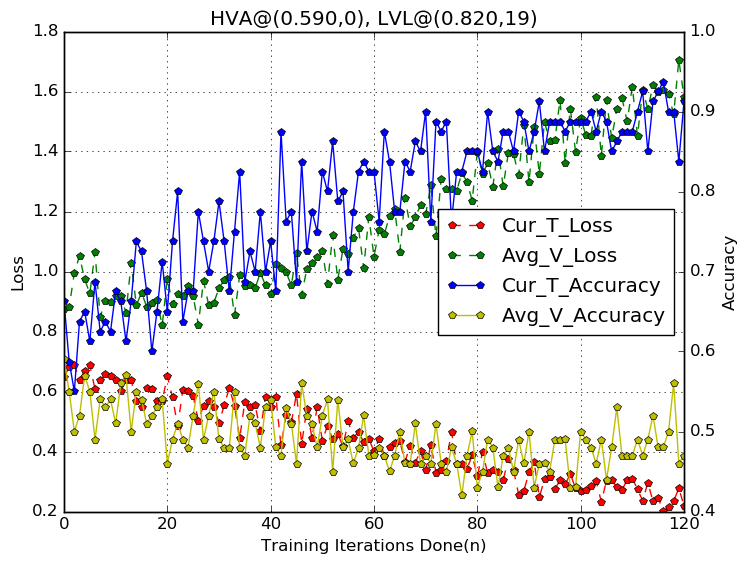 HVA@(0.590,0), LVL@(0.820,19)
1.8
1.6
1.4
1.2
1.0
0.8
0.6
0.4
0.2
Loss
1.0
0.9
0.8
0.7
0.6
0.5
0.4
Accuracy
Cur_T_Loss
Avg_V_Loss
Cur_T_Accuracy
Avg_V_Accuracy
0 20 40 60 80 100 120
Training Iterations Done(n)